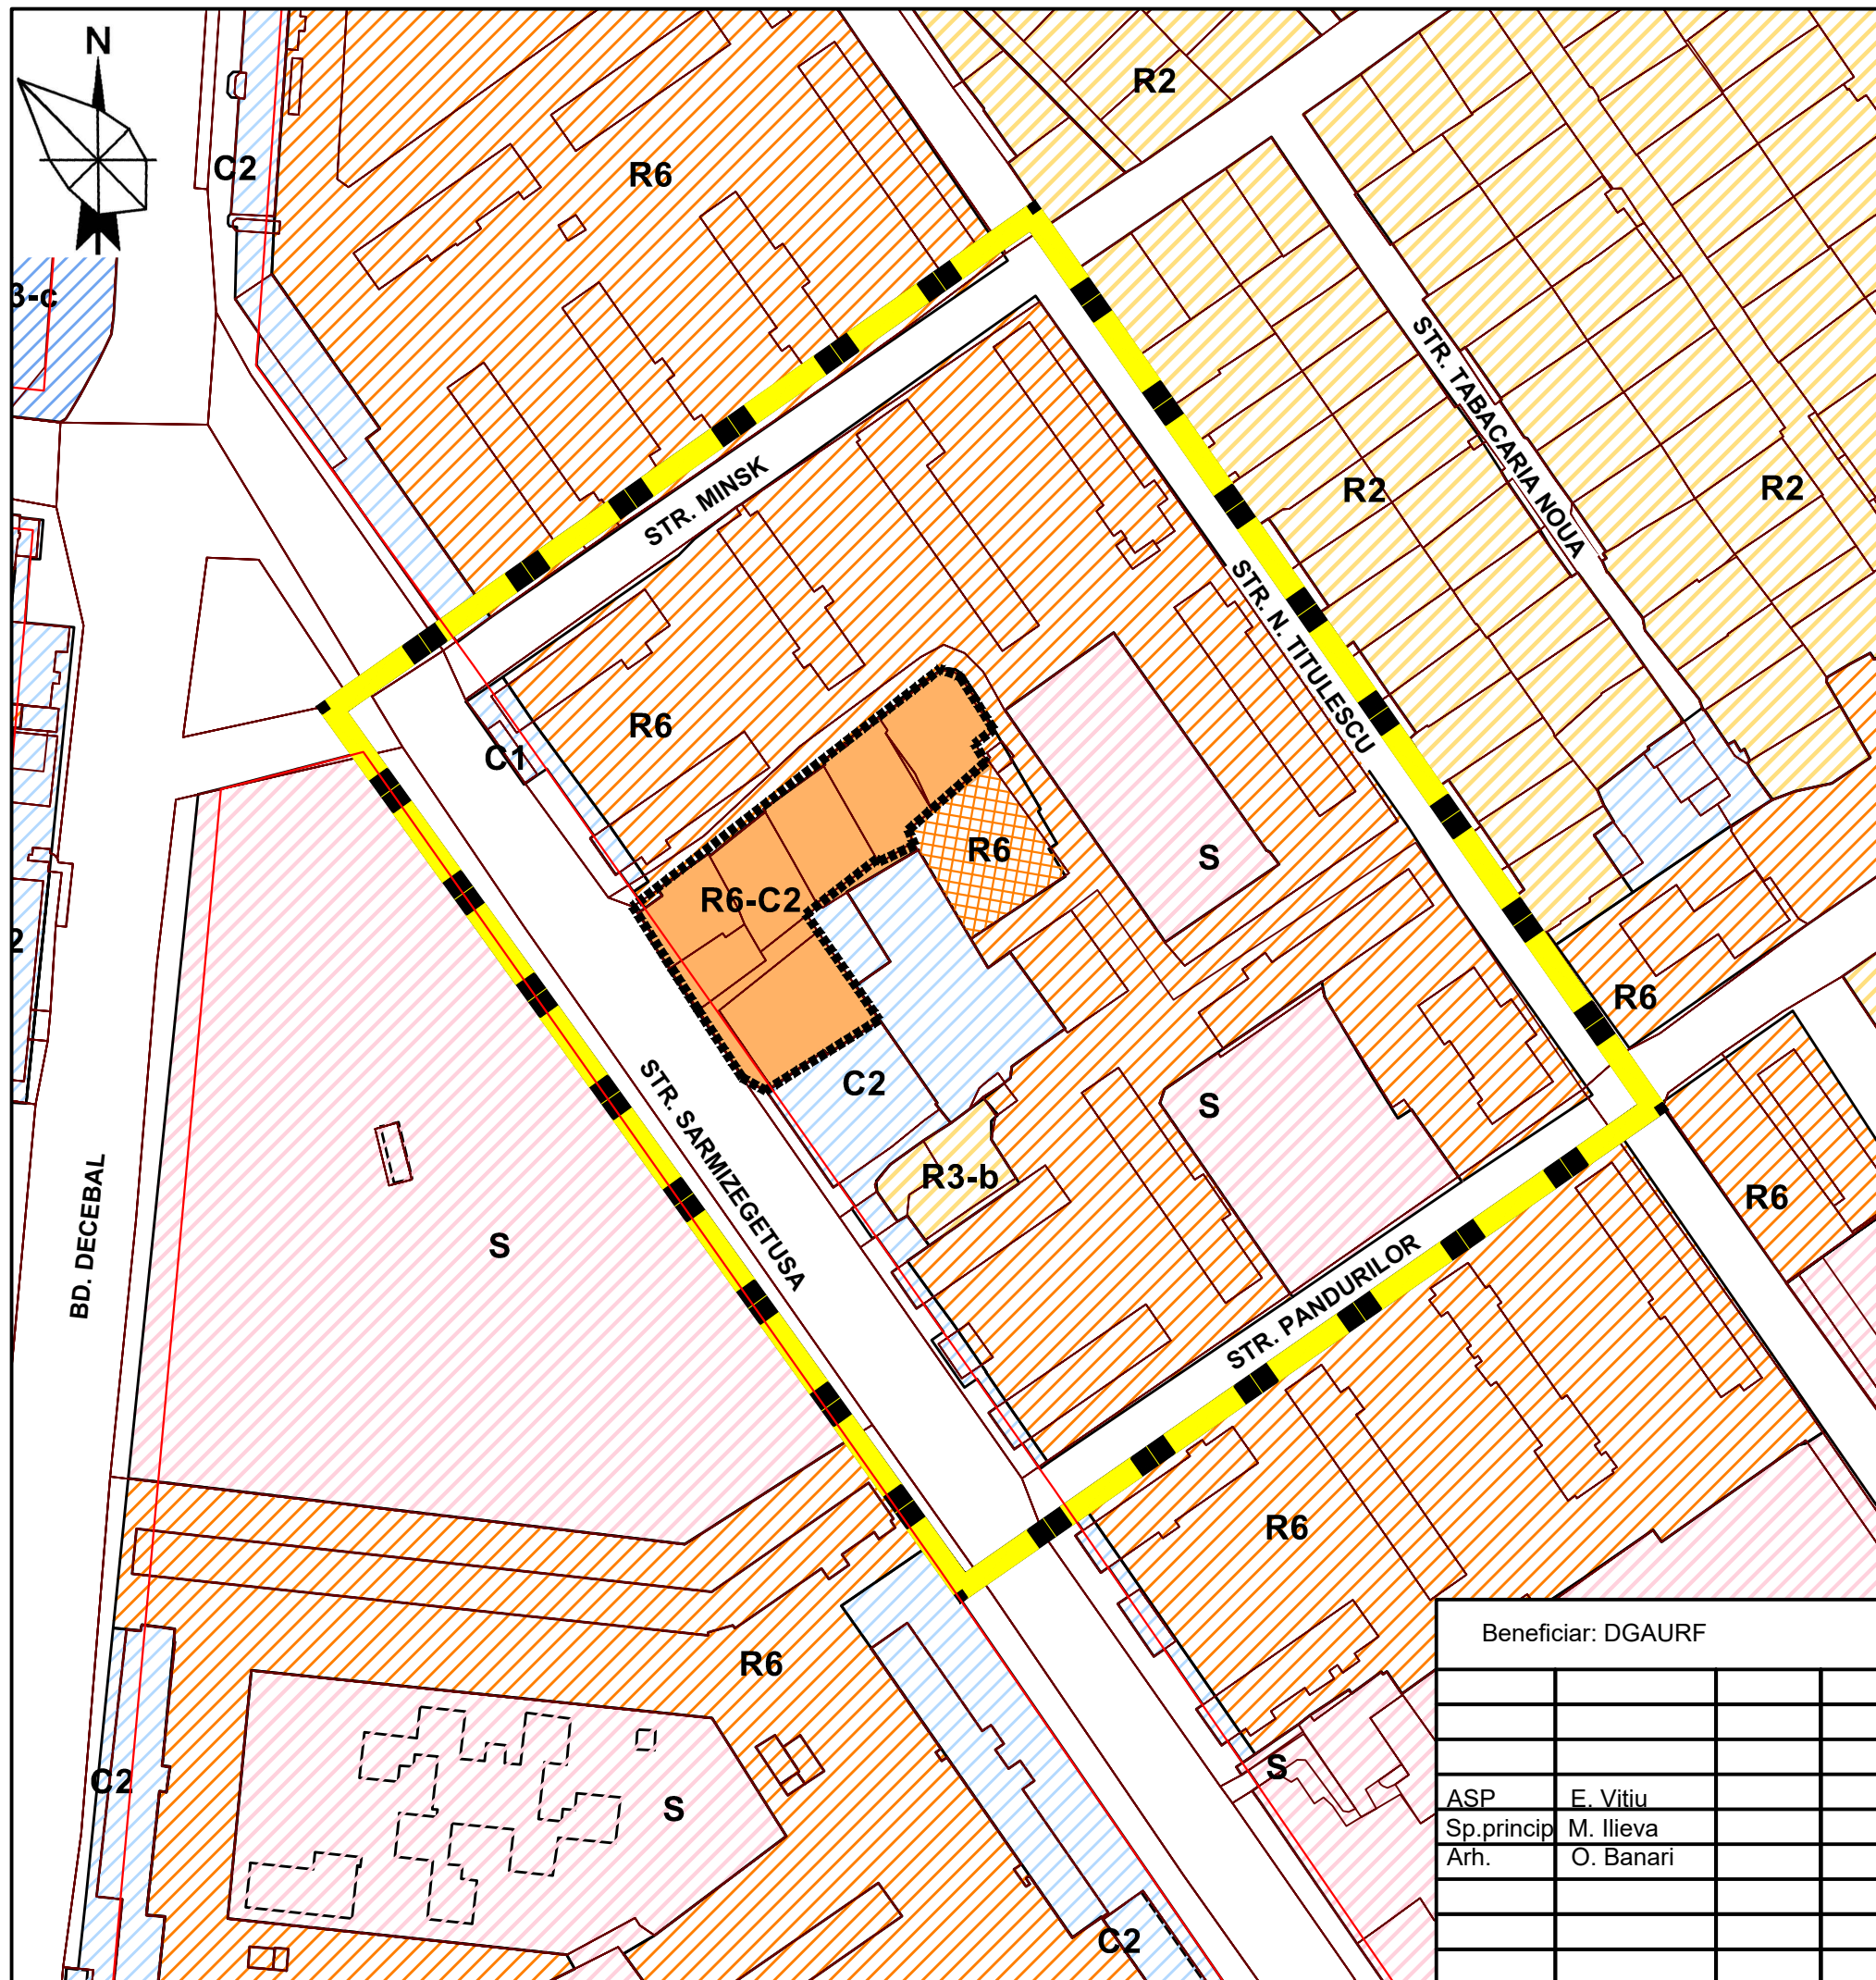 N
R2
C2
R6
3-c
STR. TABACARIA NOUA
STR. MINSK
R2
R2
STR. N. TITULESCU
R6
C1
R6
S
R6-C2
2
R6
C2
S
STR. SARMIZEGETUSA
R3-b
R6
BD. DECEBAL
S
STR. PANDURILOR
R6
R6
S
C2
S
C2
Beneficiar: DGAURF
ASP E. Vitiu
Sp.princip M. Ilieva
Arh. O. Banari